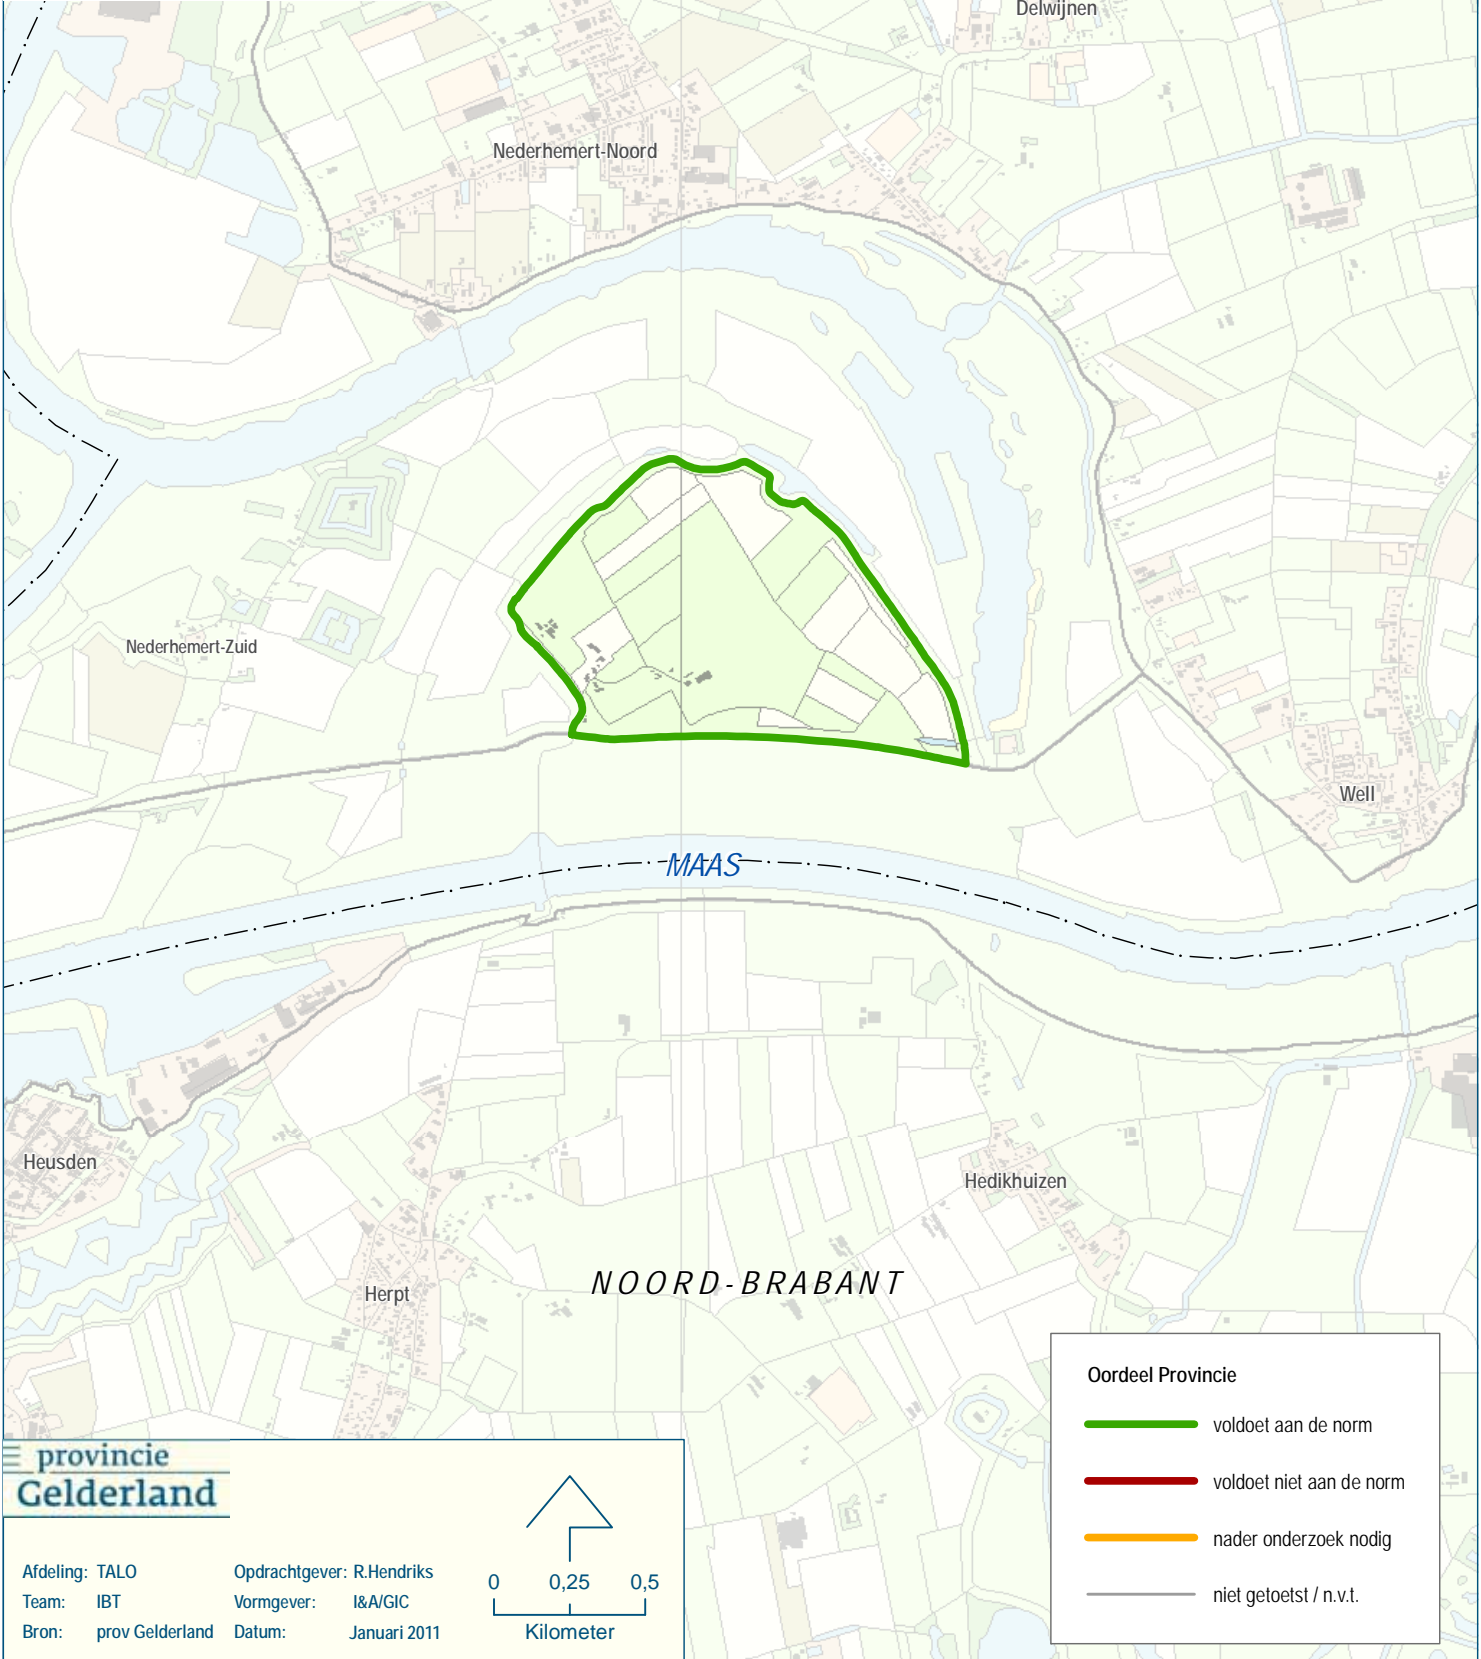 Delwijnen
Nederhemert-Noord
Nederhemert-Zuid
Well
MAAS
Heusden
Hedikhuizen
NOORD-BRABANT
Herpt
Oordeel Provincie
voldoet aan de norm
voldoet niet aan de norm
nader onderzoek nodig
niet getoetst / n.v.t.
provincie
Gelderland
Afdeling: TALO Opdrachtgever: R.Hendriks
Team: IBT Vormgever: I&A/GIC
Bron: prov Gelderland Datum: Januari 2011
0 0,25 0,5
Kilometer